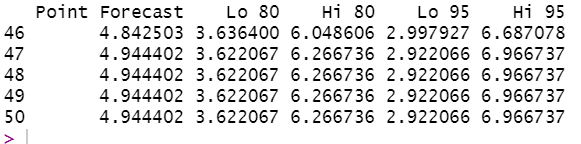 Point Forecast Lo 80 Hi 80 Lo 95 Hi 95
46 4.842503 3.636400 6.048606 2.997927 6.687078
47 4.944402 3.622067 6.266736 2.922066 6.966737
48 4.944402 3.622067 6.266736 2.922066 6.966737
49 4.944402 3.622067 6.266736 2.922066 6.966737
50 4.944402 3.622067 6.266736 2.922066 6.966737
>